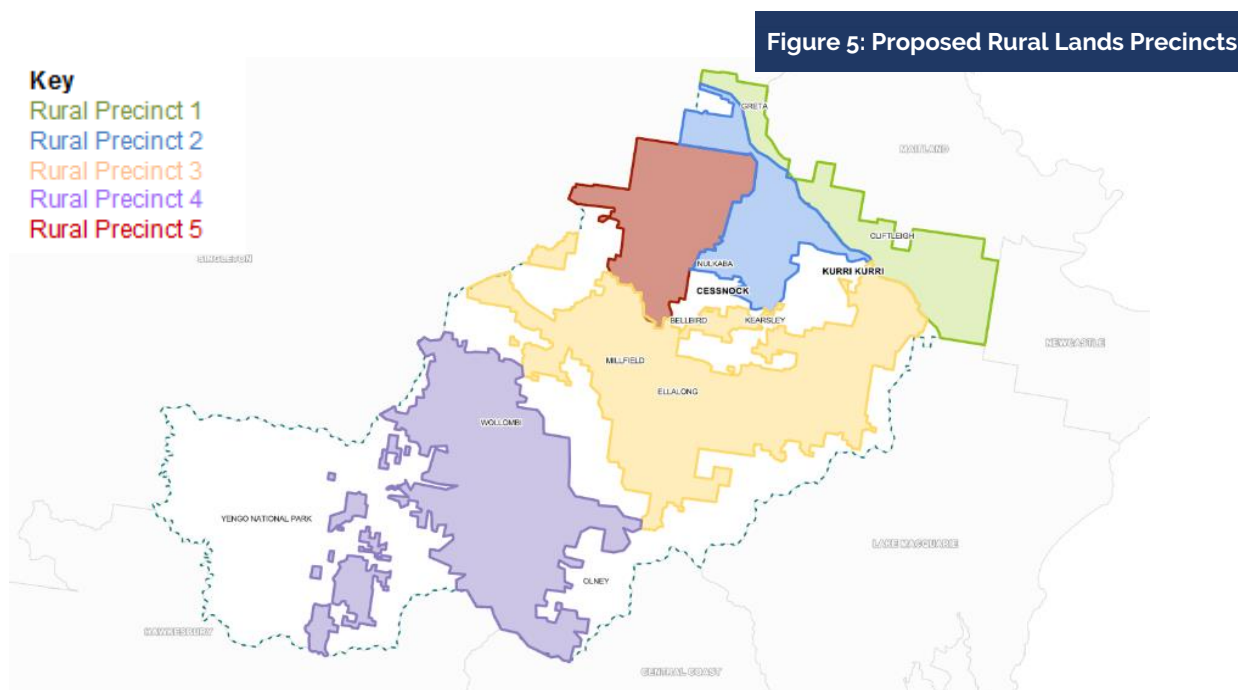 Figure 5: Proposed Rural Lands Precincts
Key
Rural Precinct 1
Rural Precinct 2
Rural Precinct 3
Rural Precinct 4
Rural Precinct 5
GRETA
MAITLAND
CLIFTLEIGH
SINGLETON
NULKABA
KURRI KURRI
CESSNOCK
BELLBIRD
KEARSLEY
NEWCASTLE
MILLFIELD
ELLALONG
WOLLOMBI
YENGO NATIONAL PARK
LAKE MACQUARIE
OLNEY
HAWKESBURY
CENTRAL COAST